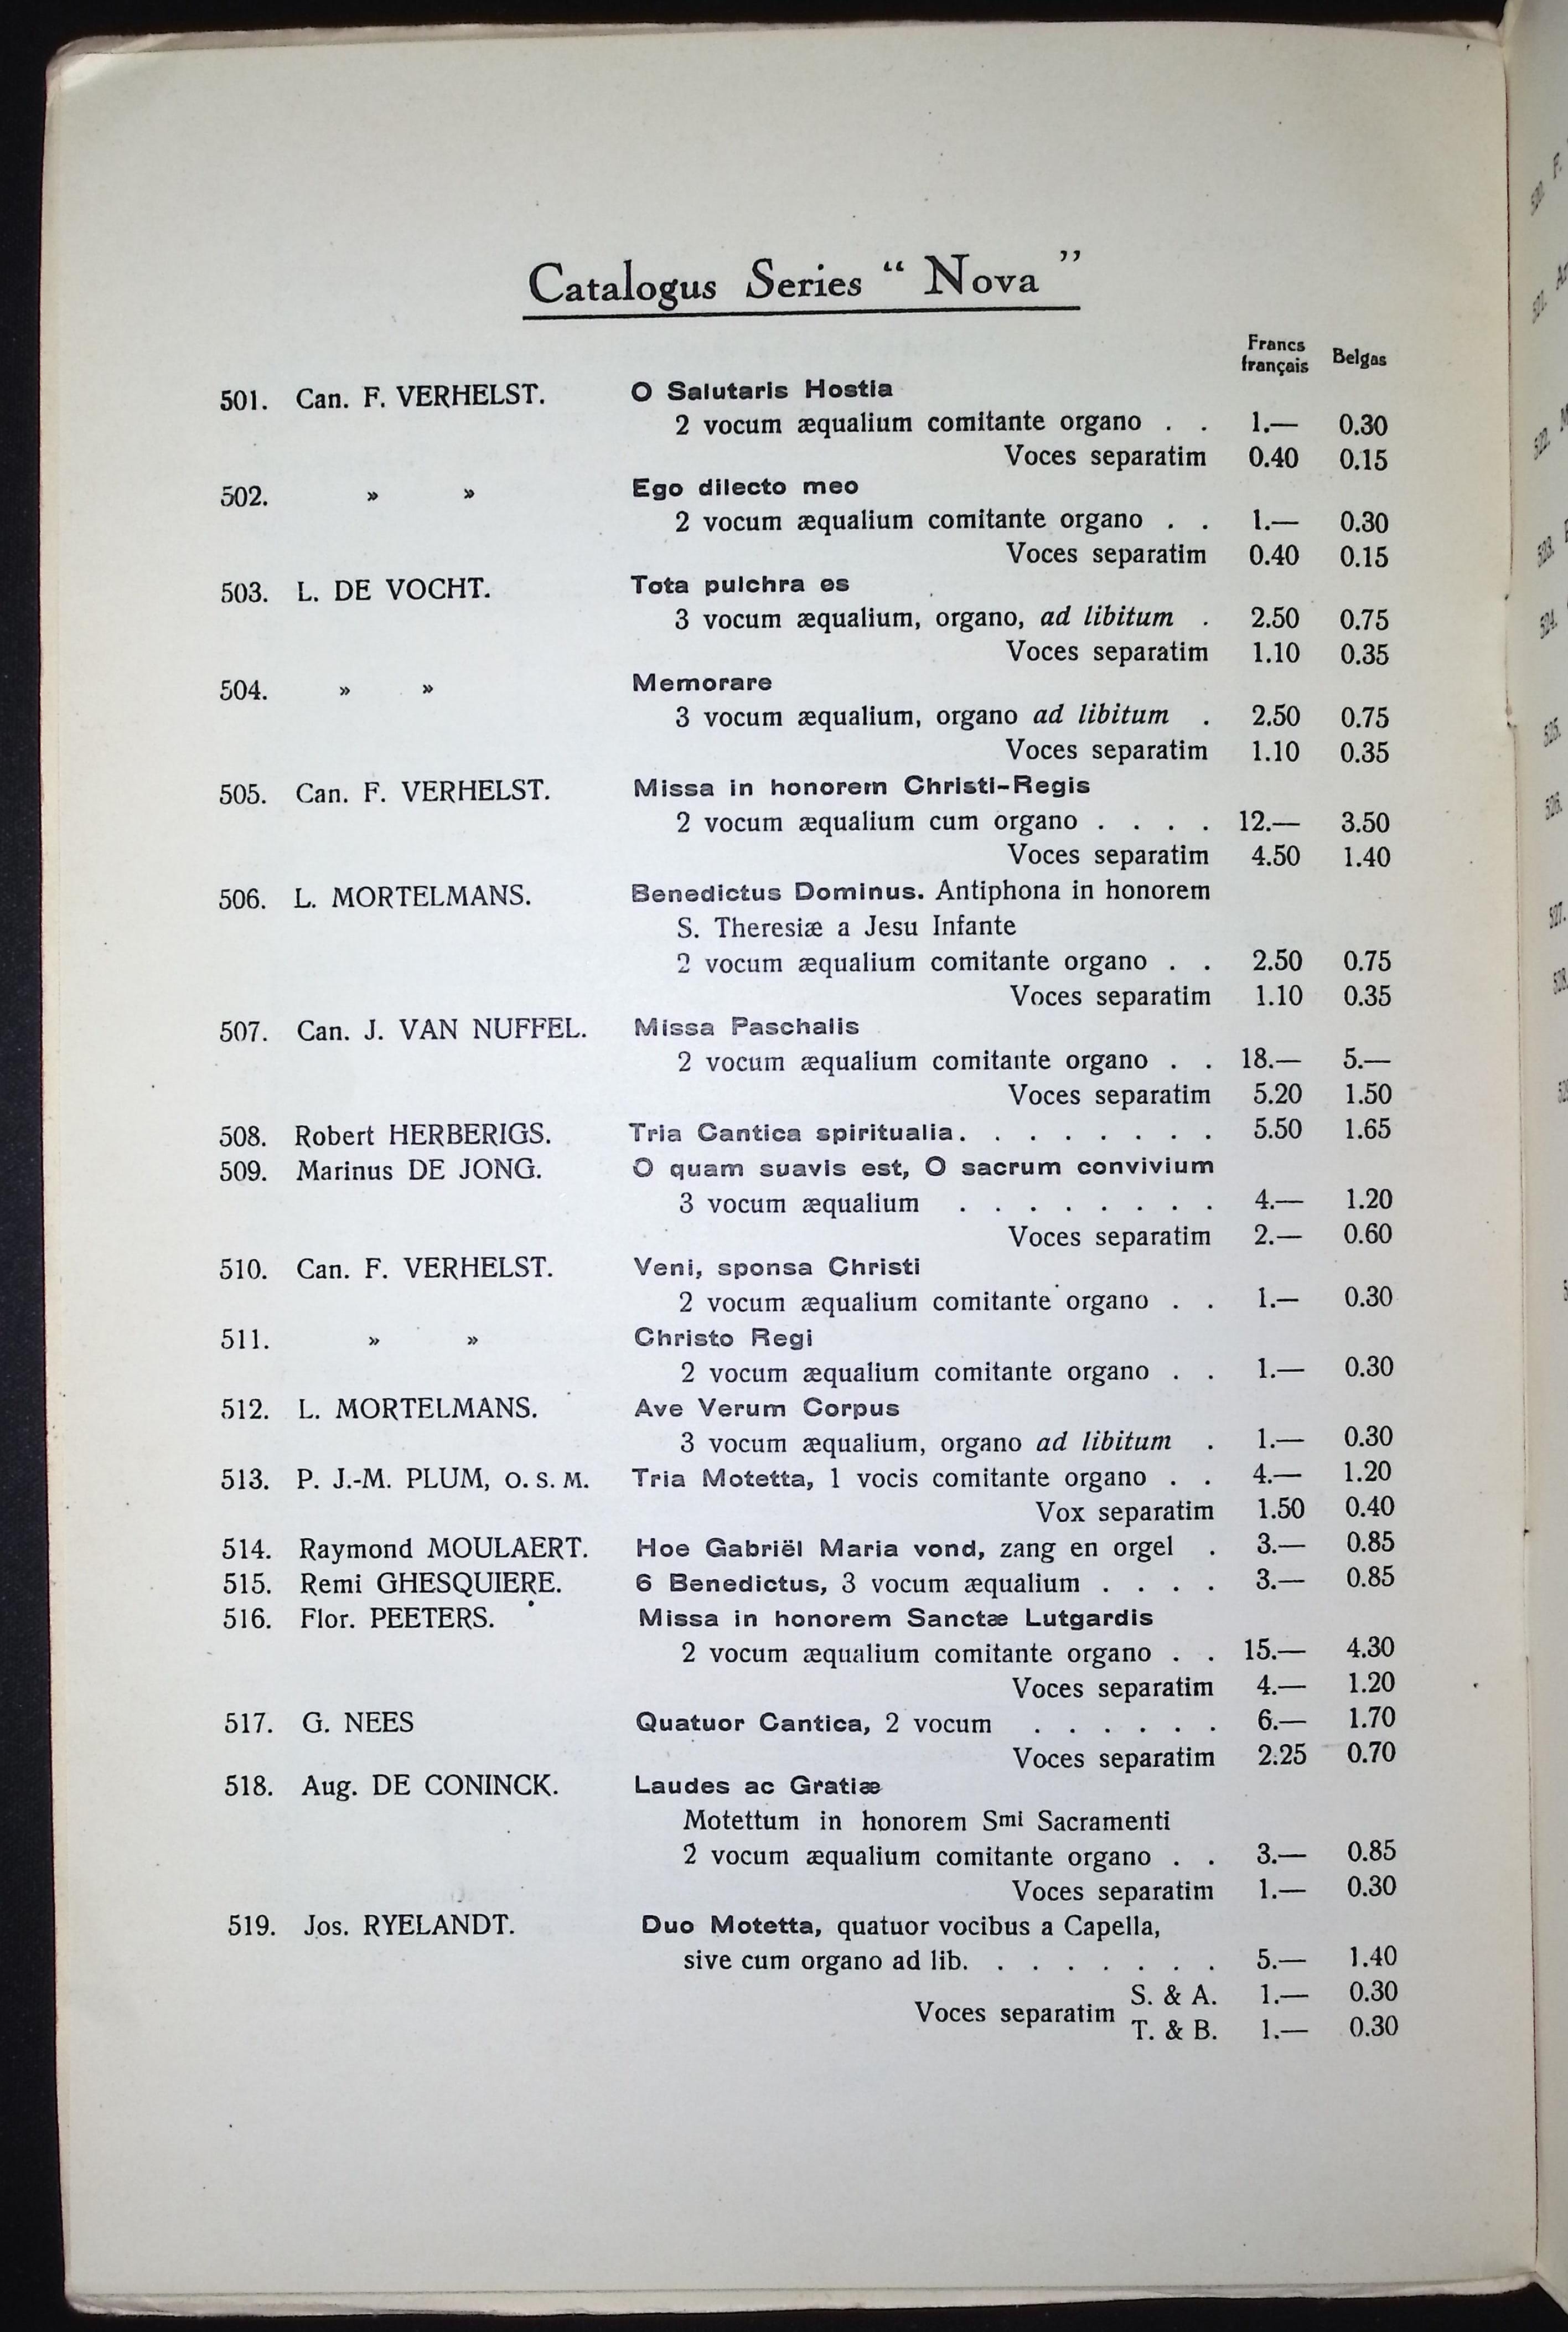 Catalogus Series “ Nova ”
Francs français Belgas
501. Can. F. VERHELST. O Salutaris Hostia
2 vocum æqualium comitante organo . . 1.— 0.30
Voces separatim 0.40 0.15
502. » » Ego dilecto meo
2 vocum æqualium comitante organo . . 1.— 0.30
Voces separatim 0.40 0.15
503. L. DE VOCHT. Tota pulchra es
3 vocum æqualium, organo, ad libitum . 2.50 0.75
Voces separatim 1.10 0.35
504. » » Memorare
3 vocum æqualium, organo ad libitum . 2.50 0.75
Voces separatim 1.10 0.35
505. Can. F. VERHELST. Missa in honorem Christi-Regis
2 vocum æqualium cum organo . . . . 12.— 3.50
Voces separatim 4.50 1.40
506. L. MORTELMANS. Benedictus Dominus. Antiphona in honorem
S. Theresiæ a Jesu Infante
2 vocum æqualium comitante organo . . 2.50 0.75
Voces separatim 1.10 0.35
507. Can. J. VAN NUFFEL. Missa Paschalis
2 vocum æqualium comitante organo . . 18.— 5.—
Voces separatim 5.20 1.50
508. Robert HERBERIGS. Tria Cantica spiritualia. . . . . . . . 5.50 1.65
509. Marinus DE JONG. O quam suavis est, O sacrum convivium
3 vocum æqualium . . . . . . . . 4.— 1.20
Voces separatim 2.— 0.60
510. Can. F. VERHELST. Veni, sponsa Christi
2 vocum æqualium comitante organo . . 1.— 0.30
511. » » Christo Regi
2 vocum æqualium comitante organo . . 1.— 0.30
512. L. MORTELMANS. Ave Verum Corpus
3 vocum æqualium, organo ad libitum . 1.— 0.30
513. P. J.-M. PLUM, O. S. M. Tria Motetta, 1 vocis comitante organo . . 4.— 1.20
Vox separatim 1.50 0.40
514. Raymond MOULAERT. Hoe Gabriël Maria vond, zang en orgel . 3.— 0.85
515. Remi GHESQUIERE. 6 Benedictus, 3 vocum æqualium . . . . 3.— 0.85
516. Flor. PEETERS. Missa in honorem Sanctæ Lutgardis
2 vocum æqualium comitante organo . . 15.— 4.30
Voces separatim 4.— 1.20
517. G. NEES Quatuor Cantica, 2 vocum . . . . . . 6.— 1.70
Voces separatim 2.25 0.70
518. Aug. DE CONINCK. Laudes ac Gratiæ
Motettum in honorem Smi Sacramenti
2 vocum æqualium comitante organo . . 3.— 0.85
Voces separatim 1.— 0.30
519. Jos. RYELANDT. Duo Motetta, quatuor vocibus a Capella,
sive cum organo ad lib. . . . . . . . 5.— 1.40
Voces separatim S. & A. 1.— 0.30
T. & B. 1.— 0.30